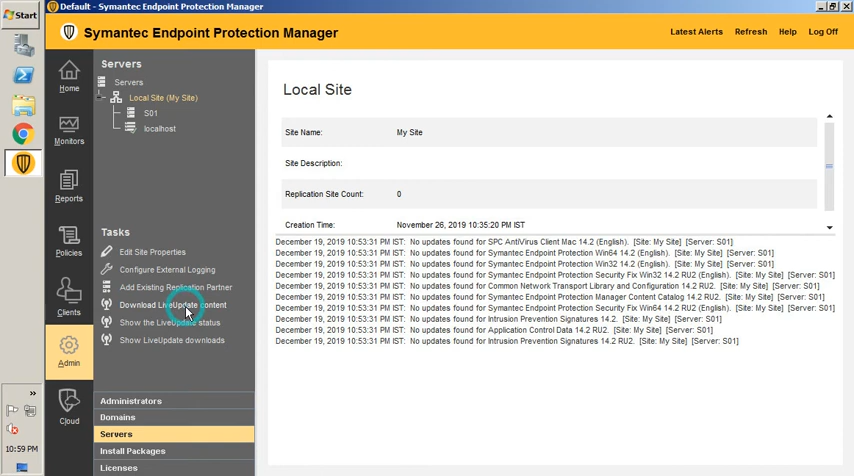 Start
Default - Symantec Endpoint Protection Manager
Symantec Endpoint Protection Manager
Latest Alerts
Refresh
Help
Log Off
Home
Monitors
Reports
Policies
Clients
Admin
Cloud
Servers
Servers
Local Site (My Site)
S01
localhost
Tasks
Edit Site Properties
Configure External Logging
Add Existing Replication Partner
Download LiveUpdate content
Show the LiveUpdate status
Show LiveUpdate downloads
Administrators
Domains
Servers
Install Packages
Licenses
Local Site
Site Name: My Site
Site Description:
Replication Site Count: 0
Creation Time: November 26, 2019 10:35:20 PM IST
December 19, 2019 10:53:31 PM IST: No updates found for SPC AntiVirus Client Mac 14.2 (English). [Site: My Site] [Server: S01]
December 19, 2019 10:53:31 PM IST: No updates found for Symantec Endpoint Protection Win64 14.2 (English). [Site: My Site] [Server: S01]
December 19, 2019 10:53:31 PM IST: No updates found for Symantec Endpoint Protection Win32 14.2 (English). [Site: My Site] [Server: S01]
December 19, 2019 10:53:31 PM IST: No updates found for Symantec Endpoint Protection Security Fix Win32 14.2 RU2 (English). [Site: My Site] [Server: S01]
December 19, 2019 10:53:31 PM IST: No updates found for Common Network Transport Library and Configuration 14.2 RU2. [Site: My Site] [Server: S01]
December 19, 2019 10:53:31 PM IST: No updates found for Symantec Endpoint Protection Manager Content Catalog 14.2 RU2. [Site: My Site] [Server: S01]
December 19, 2019 10:53:31 PM IST: No updates found for Symantec Endpoint Protection Security Fix Win64 14.2 RU2 (English). [Site: My Site] [Server: S01]
December 19, 2019 10:53:31 PM IST: No updates found for Intrusion Prevention Signatures 14.2. [Site: My Site] [Server: S01]
December 19, 2019 10:53:31 PM IST: No updates found for Application Control Data 14.2 RU2. [Site: My Site] [Server: S01]
December 19, 2019 10:53:31 PM IST: No updates found for Intrusion Prevention Signatures 14.2 RU2. [Site: My Site] [Server: S01]
10:59 PM